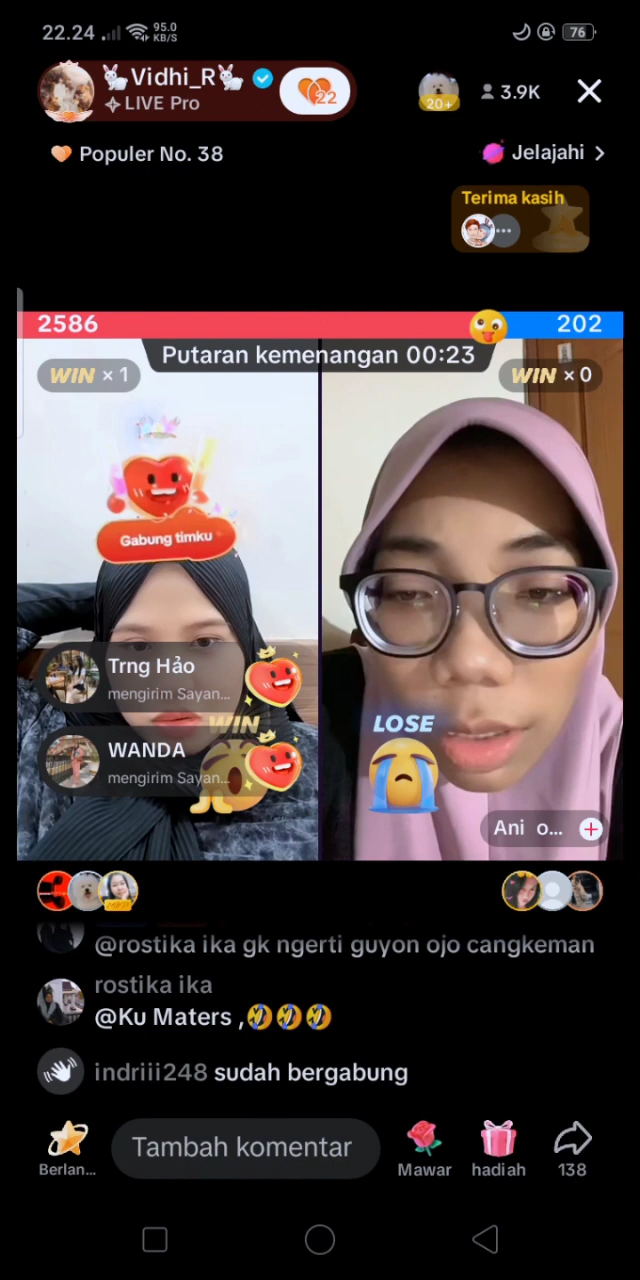 22.24
95.0
KB/S
76
Vidhi_R
LIVE Pro
22
20+
3.9K
Populer No. 38
Jelajahi
Terima kasih
2586
202
Putaran kemenangan 00:23
WIN × 1
WIN × 0
Gabung timku
Trng Hảo
mengirim Sayan...
WIN
LOSE
WANDA
mengirim Sayan...
Ani o...
@rostika ika gk ngerti guyon ojo cangkeman
rostika ika
@Ku Maters ,🤣🤣🤣
indriii248 sudah bergabung
Berlan...
Tambah komentar
Mawar
hadiah
138